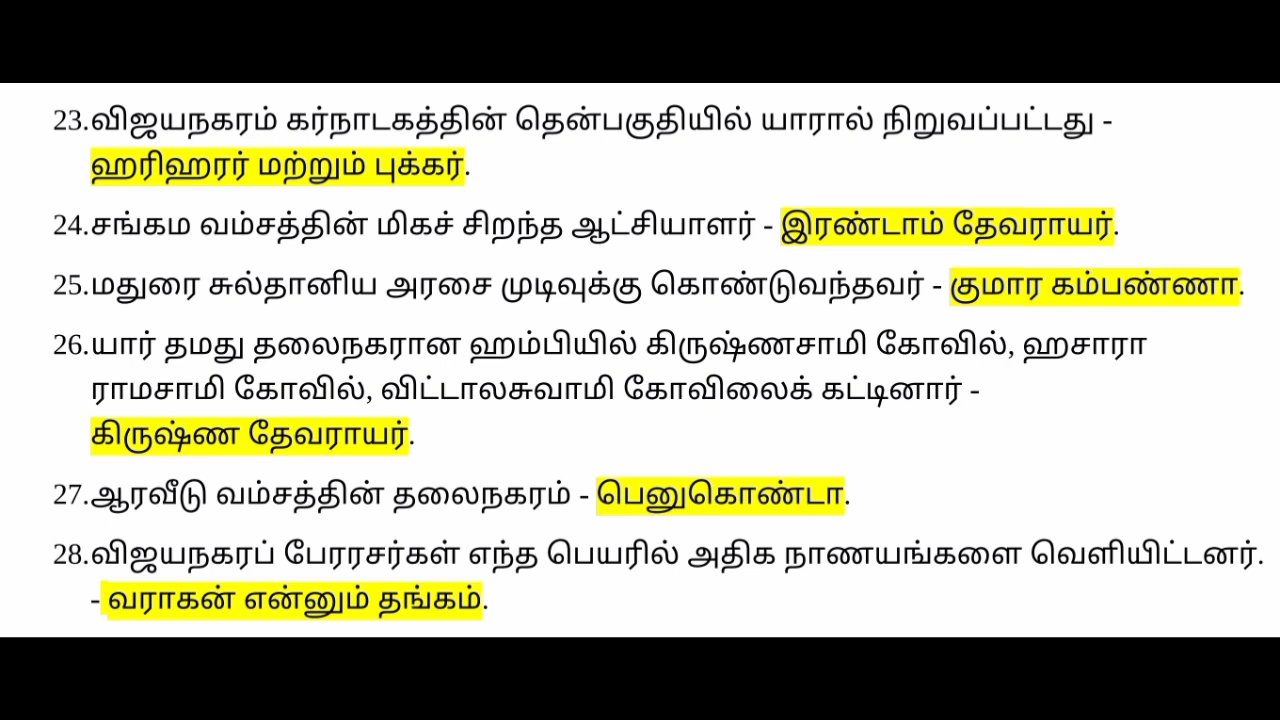 23.விஜயநகரம் கர்நாடகத்தின் தென்பகுதியில் யாரால் நிறுவப்பட்டது -
ஹரிஹரர் மற்றும் புக்கர்.
24.சங்கம வம்சத்தின் மிகச் சிறந்த ஆட்சியாளர் - இரண்டாம் தேவராயர்.
25.மதுரை சுல்தானிய அரசை முடிவுக்கு கொண்டுவந்தவர் - குமார கம்பண்ணா.
26.யார் தமது தலைநகரான ஹம்பியில் கிருஷ்ணசாமி கோவில், ஹசாரா
ராமசாமி கோவில், விட்டாலசுவாமி கோவிலைக் கட்டினார் -
கிருஷ்ண தேவராயர்.
27.ஆரவீடு வம்சத்தின் தலைநகரம் - பெனுகொண்டா.
28.விஜயநகரப் பேரரசர்கள் எந்த பெயரில் அதிக நாணயங்களை வெளியிட்டனர்.
- வராகன் என்னும் தங்கம்.